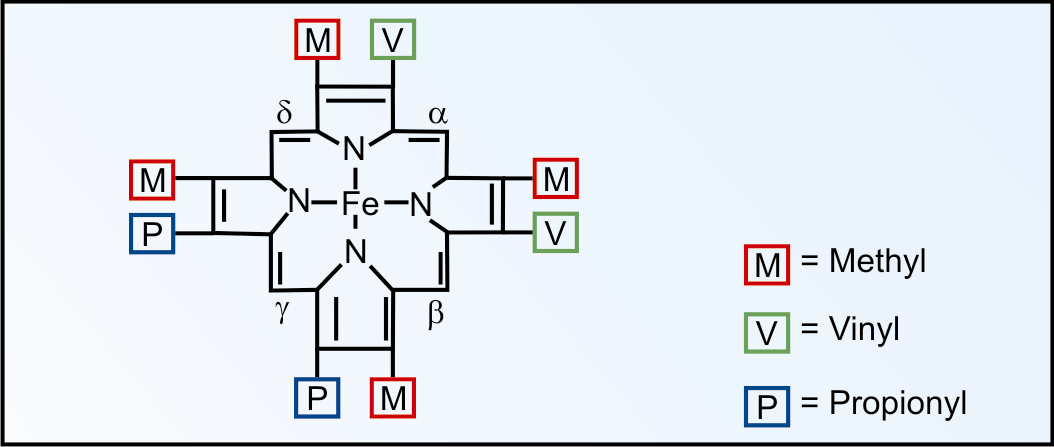 M V
δ α
N
M M
N Fe N
P V
N
γ β
P M
M = Methyl
V = Vinyl
P = Propionyl